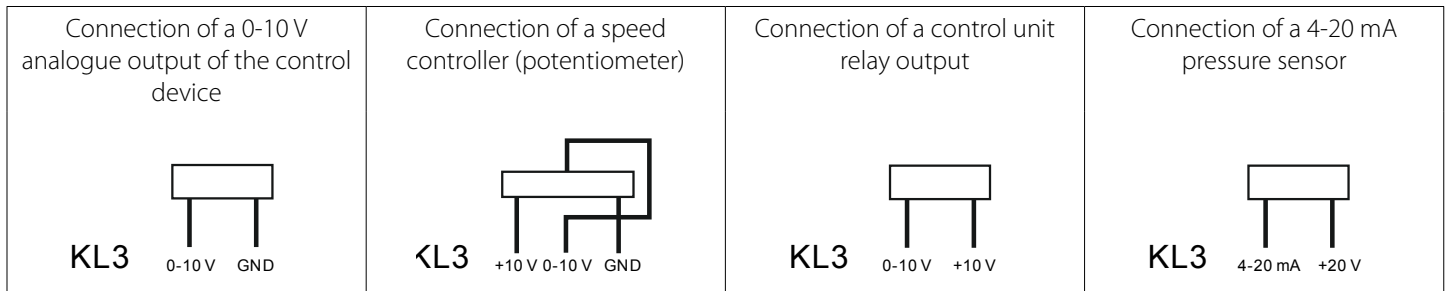 Connection of a 0-10 V
analogue output of the control
device
KL3 0-10 V GND
Connection of a speed
controller (potentiometer)
KL3 +10 V 0-10 V GND
Connection of a control unit
relay output
KL3 0-10 V +10 V
Connection of a 4-20 mA
pressure sensor
KL3 4-20 mA +20 V